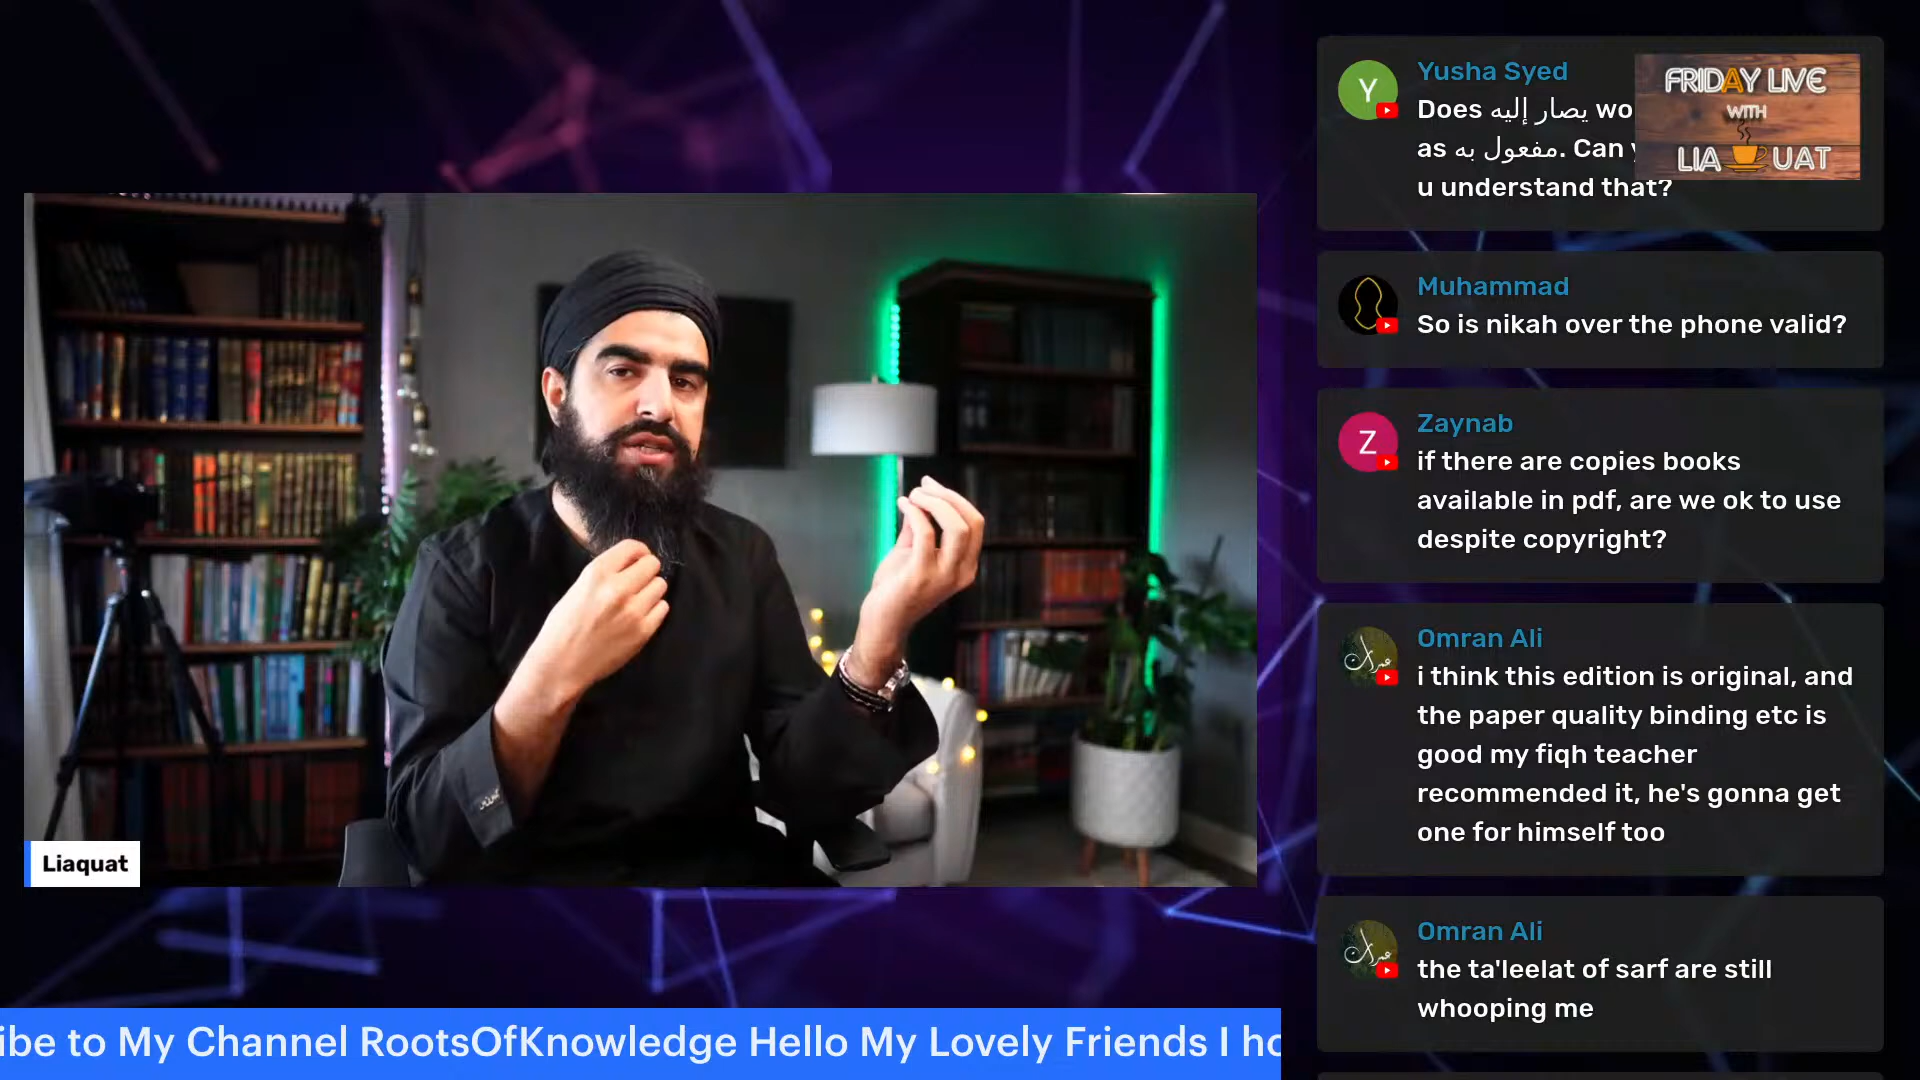 Yusha Syed
Does يصار إليه wo
as مفعول به. Can
u understand that?
FRIDAY LIVE
WITH
LIA UAT
Muhammad
So is nikah over the phone valid?
Z
Zaynab
if there are copies books
available in pdf, are we ok to use
despite copyright?
Omran Ali
i think this edition is original, and
the paper quality binding etc is
good my fiqh teacher
recommended it, he's gonna get
one for himself too
Omran Ali
the ta'leelat of sarf are still
whooping me
Y
Liaquat
ibe to My Channel RootsOfKnowledge Hello My Lovely Friends I ho